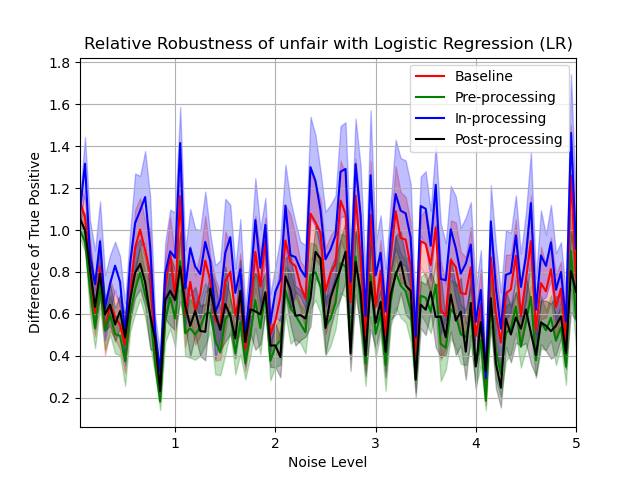 Relative Robustness of unfair with Logistic Regression (LR)
Difference of True Positive
1.8
1.6
1.4
1.2
1.0
0.8
0.6
0.4
0.2
Baseline
Pre-processing
In-processing
Post-processing
1 2 3 4 5
Noise Level